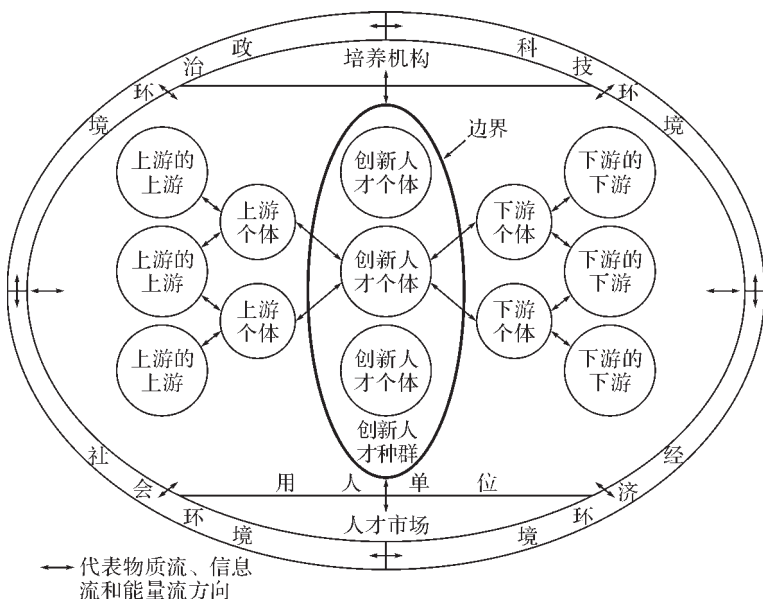 政治环境
科技环境
培养机构
边界
上游的
上游
上游
个体
创新人
才个体
下游
个体
下游的
下游
上游的
上游
创新人
才个体
下游的
下游
上游
个体
下游
个体
上游的
上游
创新人
才个体
下游的
下游
创新人
才种群
社会环境
用人单位
经济环境
人才市场
代表物质流、信息
流和能量流方向